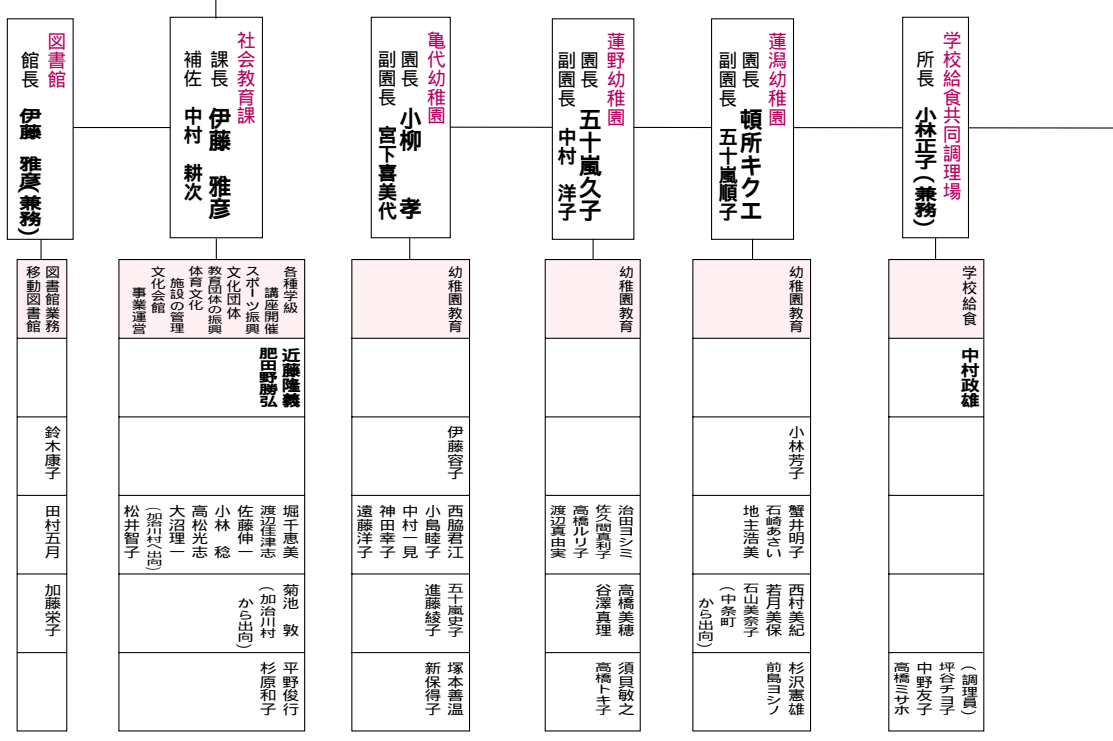 学校給食共同調理場
所長 小林正子(兼務)
学校給食
中村政雄
(調理員)
坪谷チヨ子
中野友子
高橋ミサホ
蓮潟幼稚園
園長 頓所キクエ
副園長 五十嵐順子
幼稚園教育
小林芳子
蟹井明子
石崎あさい
地主浩美
西村美紀
若月美保
石山美奈子
(中条町
から出向)
杉沢憲雄
前島ヨシノ
蓮野幼稚園
園長 五十嵐久子
副園長 中村 洋子
幼稚園教育
治田ヨシミ
佐久間真利子
高橋ルリ子
渡辺真由実
高橋美穂
谷澤真理
須貝敏之
高橋トキ子
亀代幼稚園
園長 小柳 孝
副園長 宮下喜美代
幼稚園教育
伊藤容子
西脇君江
小島睦子
中村一見
神田幸子
遠藤洋子
五十嵐史子
進藤綾子
塚本善温
新保得子
社会教育課
課長 伊藤 雅彦
補佐 中村 耕次
各種学級
講座開催
スポーツ振興
文化団体
教育団体の振興
体育文化
施設の管理
文化会館
事業運営
近藤隆義
肥田野勝弘
堀千恵美
渡辺佳津志
佐藤伸一
小林 稔
高松光志
大沼理一
(加治川村へ出向)
松井智子
菊池 敦
(加治川村
から出向)
平野俊行
杉原和子
図書館
館長 伊藤 雅彦(兼務)
図書館業務
移動図書館
鈴木康子
田村五月
加藤栄子